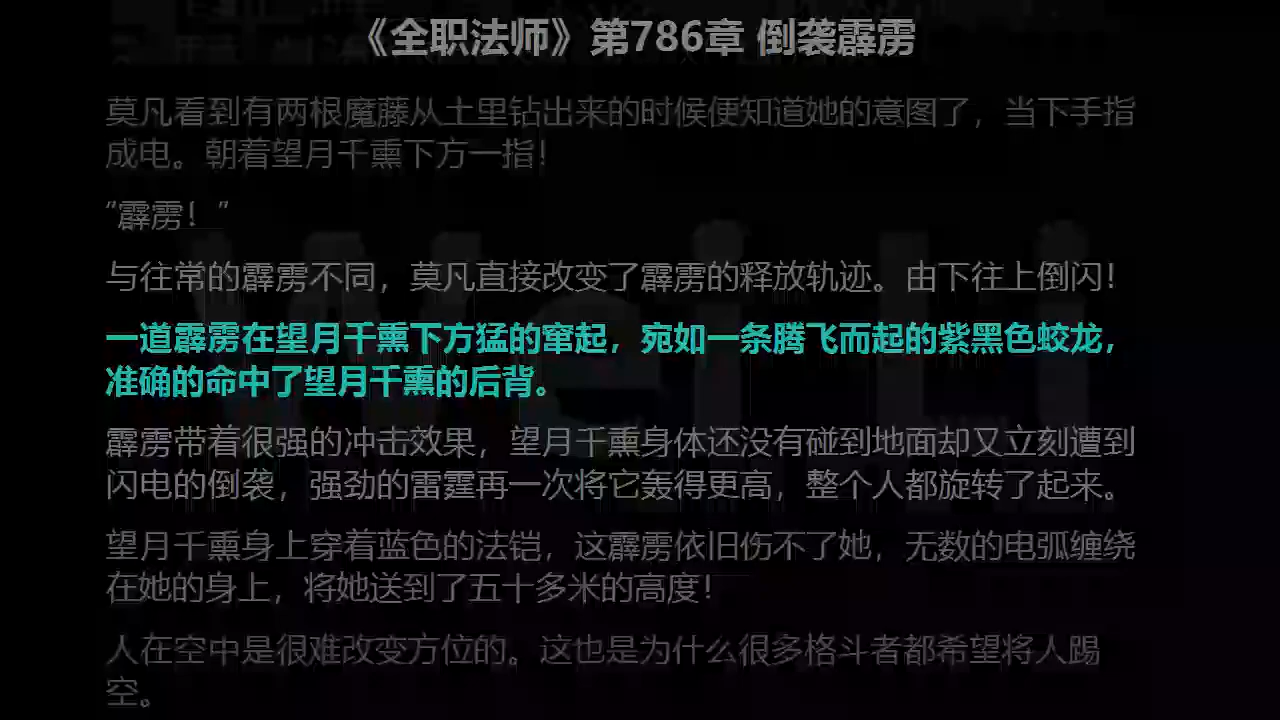 《全职法师》第786章 倒袭霹雳
莫凡看到有两根魔藤从土里钻出来的时候便知道她的意图了，当下手指
成电。朝着望月千熏下方一指！
“霹雳！”
与往常的霹雳不同，莫凡直接改变了霹雳的释放轨迹。由下往上倒闪！
一道霹雳在望月千熏下方猛的窜起，宛如一条腾飞而起的紫黑色蛟龙，
准确的命中了望月千熏的后背。
霹雳带着很强的冲击效果，望月千熏身体还没有碰到地面却又立刻遭到
闪电的倒袭，强劲的雷霆再一次将它轰得更高，整个人都旋转了起来。
望月千熏身上穿着蓝色的法铠，这霹雳依旧伤不了她，无数的电弧缠绕
在她的身上，将她送到了五十多米的高度！
人在空中是很难改变方位的。这也是为什么很多格斗者都希望将人踢
空。